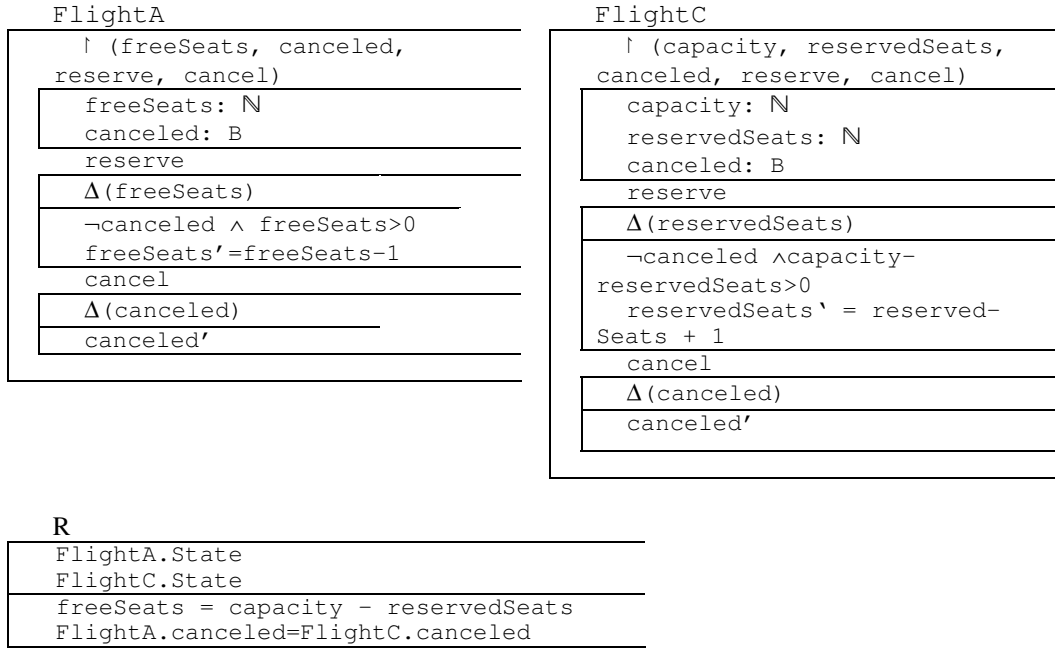 FlightA
↾ (freeSeats, canceled,
reserve, cancel)
freeSeats: ℕ
canceled: B
reserve
Δ(freeSeats)
¬canceled ∧ freeSeats>0
freeSeats′=freeSeats-1
cancel
Δ(canceled)
canceled′
FlightC
↾ (capacity, reservedSeats,
canceled, reserve, cancel)
capacity: ℕ
reservedSeats: ℕ
canceled: B
reserve
Δ(reservedSeats)
¬canceled ∧capacity-
reservedSeats>0
reservedSeats‵ = reserved-
Seats + 1
cancel
Δ(canceled)
canceled′
R
FlightA.State
FlightC.State
freeSeats = capacity - reservedSeats
FlightA.canceled=FlightC.canceled